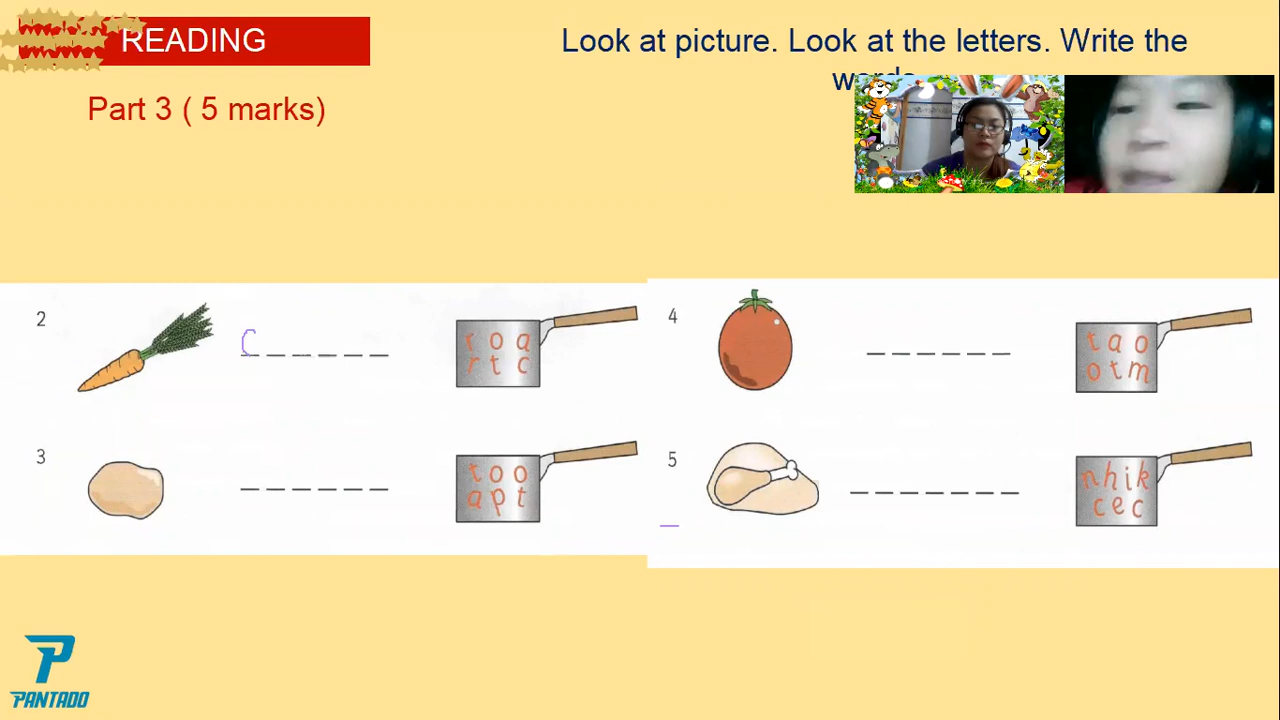 READING
Look at picture. Look at the letters. Write the
words
Part 3 ( 5 marks)
2
C
r o a
r t c
4
t a o
o t m
3
t o o
a p t
5
n h i k
c e c
PANTADO